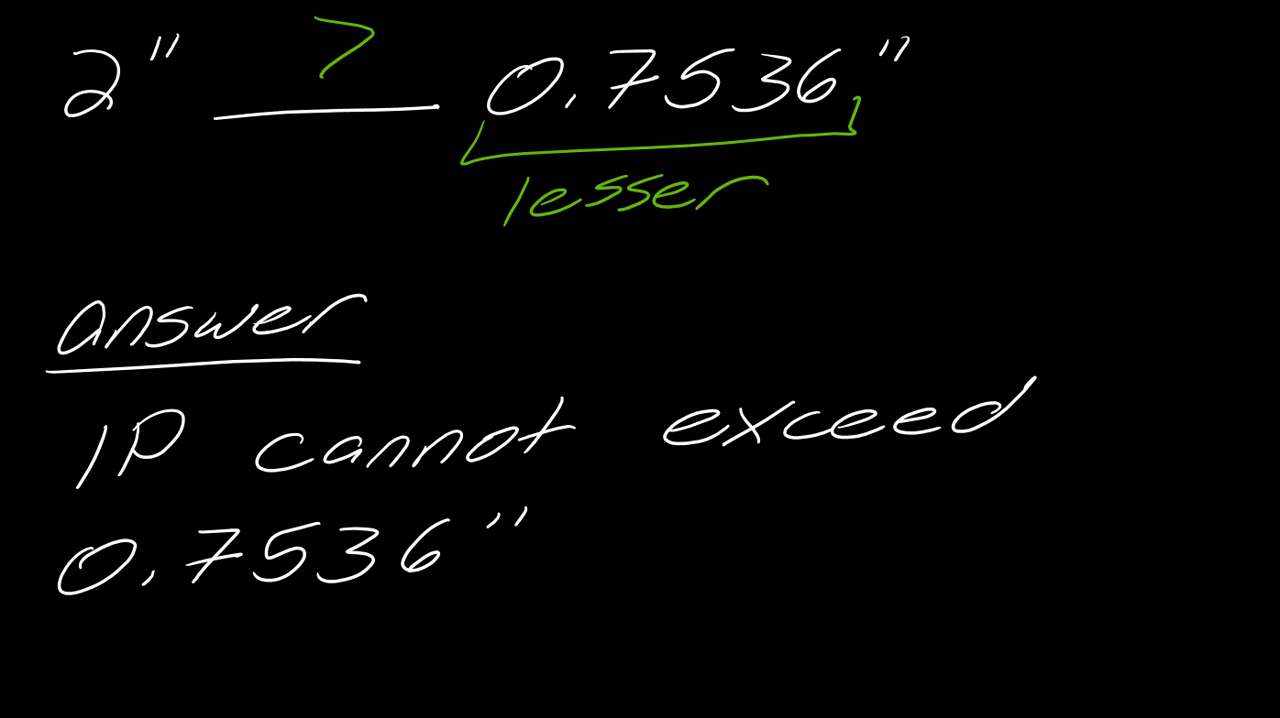 2" > 0.7536"
lesser
answer
IP cannot exceed
0.7536"